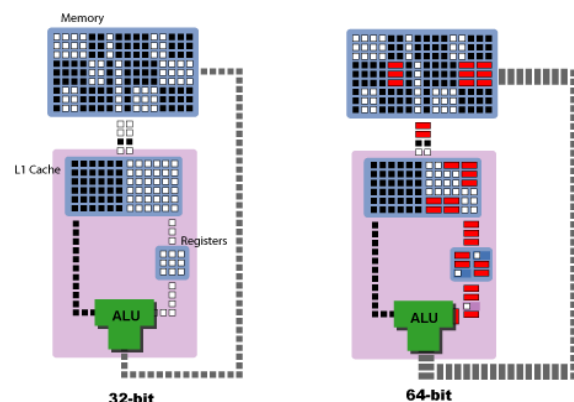 Memory
L1 Cache
Registers
ALU
ALU
32-bit
64-bit